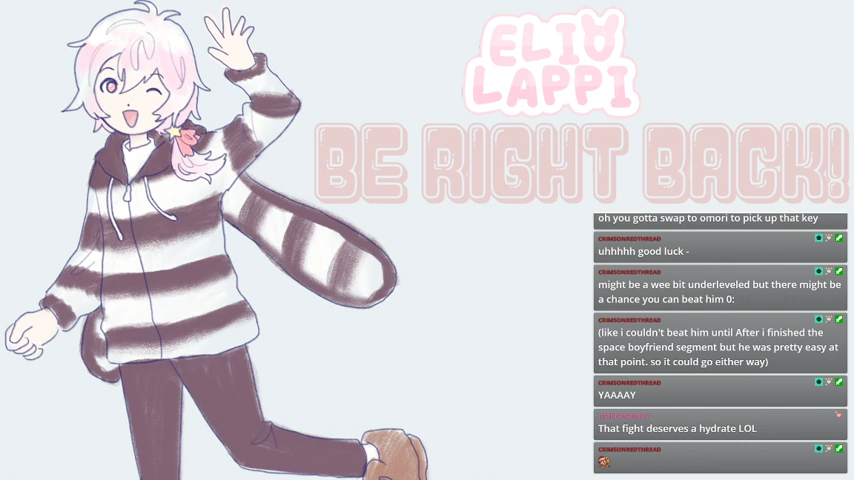 ELIO
LAPPI
BE RIGHT BACK!
oh you gotta swap to omori to pick up that key
CRIMSONREDTHREAD
uhhhhh good luck -
CRIMSONREDTHREAD
might be a wee bit underleveled but there might be
a chance you can beat him 0:
CRIMSONREDTHREAD
(like i couldn't beat him until After i finished the
space boyfriend segment but he was pretty easy at
that point. so it could go either way)
CRIMSONREDTHREAD
YAAAAY
That fight deserves a hydrate LOL
CRIMSONREDTHREAD